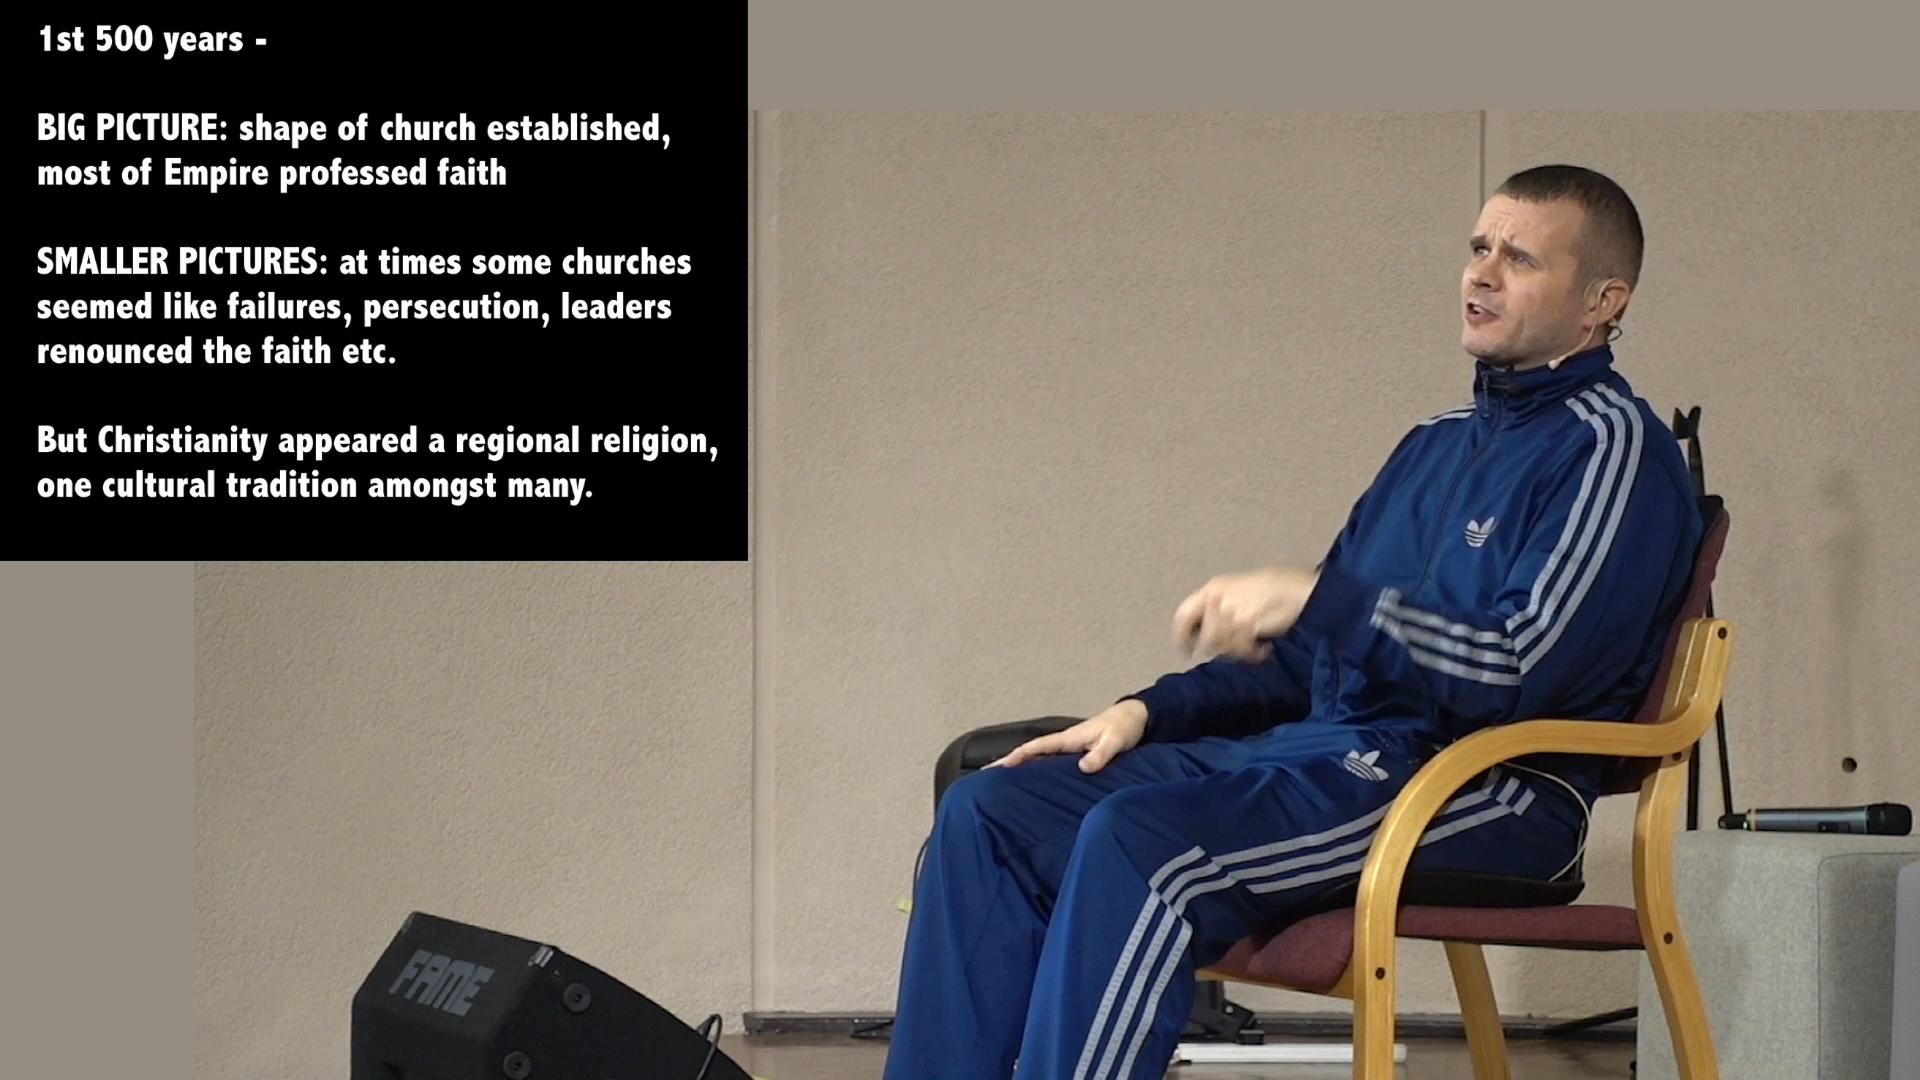 1st 500 years -
BIG PICTURE: shape of church established,
most of Empire professed faith
SMALLER PICTURES: at times some churches
seemed like failures, persecution, leaders
renounced the faith etc.
But Christianity appeared a regional religion,
one cultural tradition amongst many.
FAME